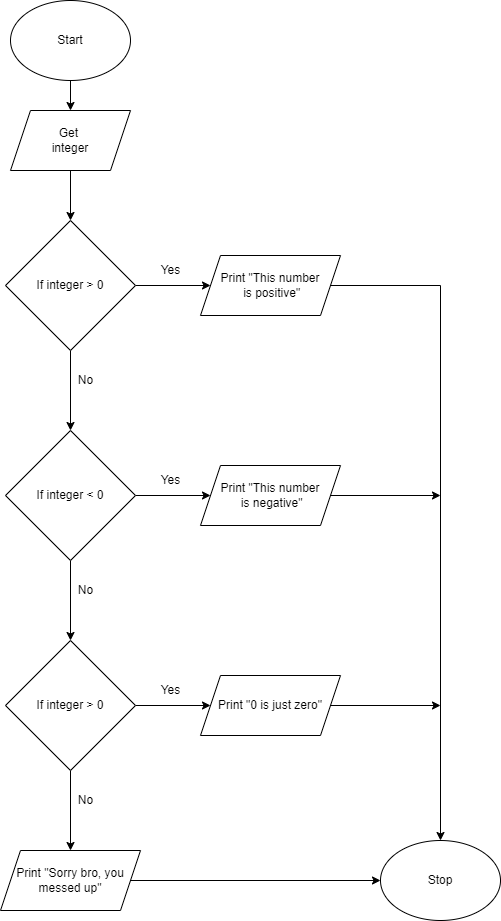 Start
Get
integer
If integer > 0
Yes
Print "This number
is positive"
No
If integer < 0
Yes
Print "This number
is negative"
No
If integer > 0
Yes
Print "0 is just zero"
No
Print "Sorry bro, you
messed up"
Stop